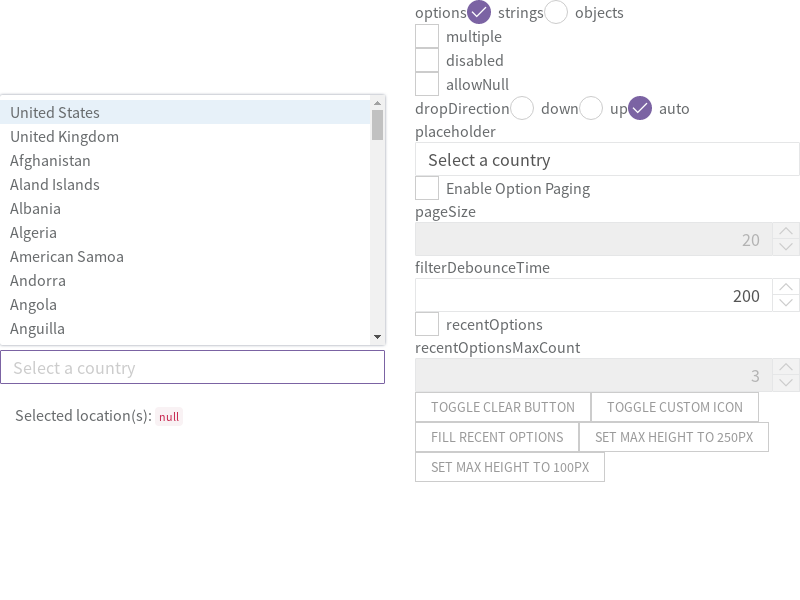 United States
United Kingdom
Afghanistan
Aland Islands
Albania
Algeria
American Samoa
Andorra
Angola
Anguilla
Select a country
Selected location(s): null
options strings objects
multiple
disabled
allowNull
dropDirection down up auto
placeholder
Select a country
Enable Option Paging
pageSize
20
filterDebounceTime
200
recentOptions
recentOptionsMaxCount
3
TOGGLE CLEAR BUTTON TOGGLE CUSTOM ICON
FILL RECENT OPTIONS SET MAX HEIGHT TO 250PX
SET MAX HEIGHT TO 100PX